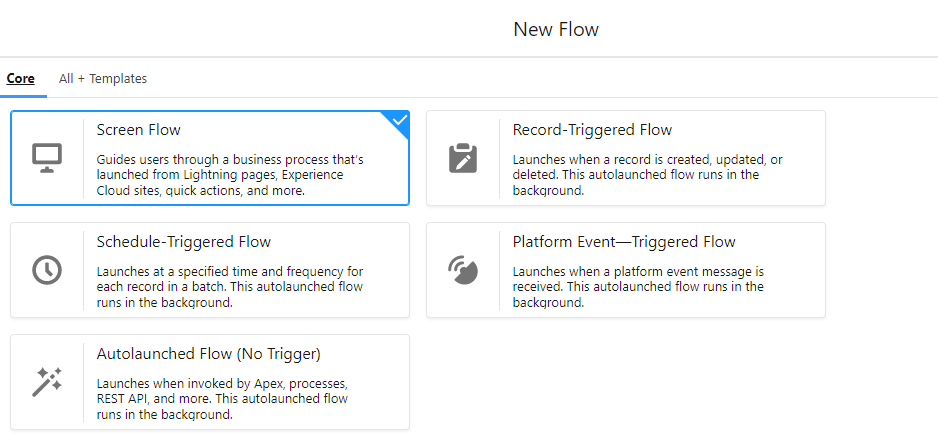 New Flow
Core
All + Templates
Screen Flow
Guides users through a business process that's
launched from Lightning pages, Experience
Cloud sites, quick actions, and more.
Record-Triggered Flow
Launches when a record is created, updated, or
deleted. This autolaunched flow runs in the
background.
Schedule-Triggered Flow
Launches at a specified time and frequency for
each record in a batch. This autolaunched flow
runs in the background.
Platform Event—Triggered Flow
Launches when a platform event message is
received. This autolaunched flow runs in the
background.
Autolaunched Flow (No Trigger)
Launches when invoked by Apex, processes,
REST API, and more. This autolaunched flow
runs in the background.